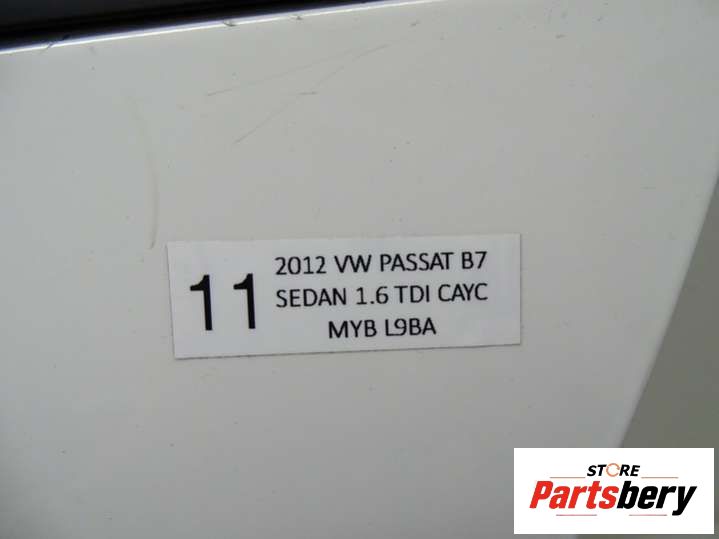 11
2012 VW PASSAT B7
SEDAN 1.6 TDI CAYC
MYB L9BA
STORE
Partsbery